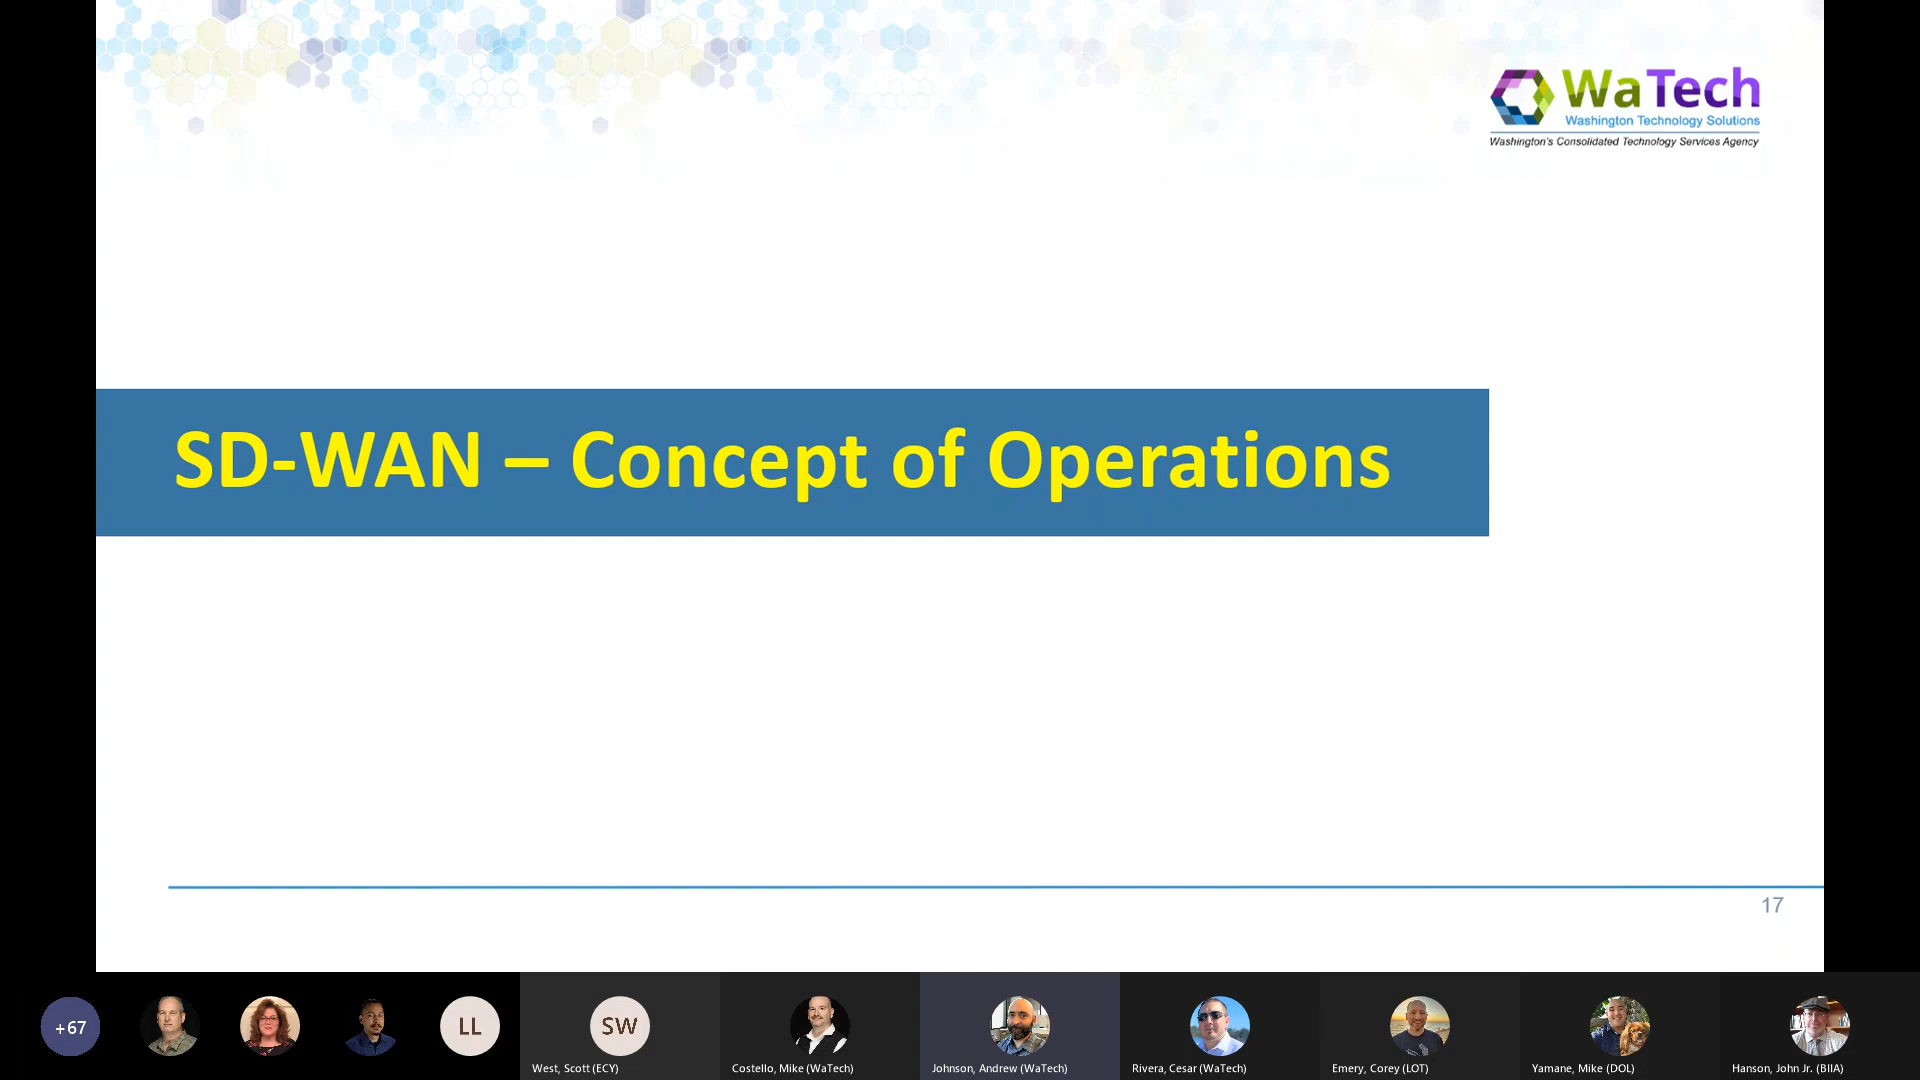 WaTech
Washington Technology Solutions
Washington's Consolidated Technology Services Agency
SD-WAN – Concept of Operations
17
+67
LL
SW
West, Scott (ECY)
Costello, Mike (WaTech)
Johnson, Andrew (WaTech)
Rivera, Cesar (WaTech)
Emery, Corey (LOT)
Yamane, Mike (DOL)
Hanson, John Jr. (BIIA)